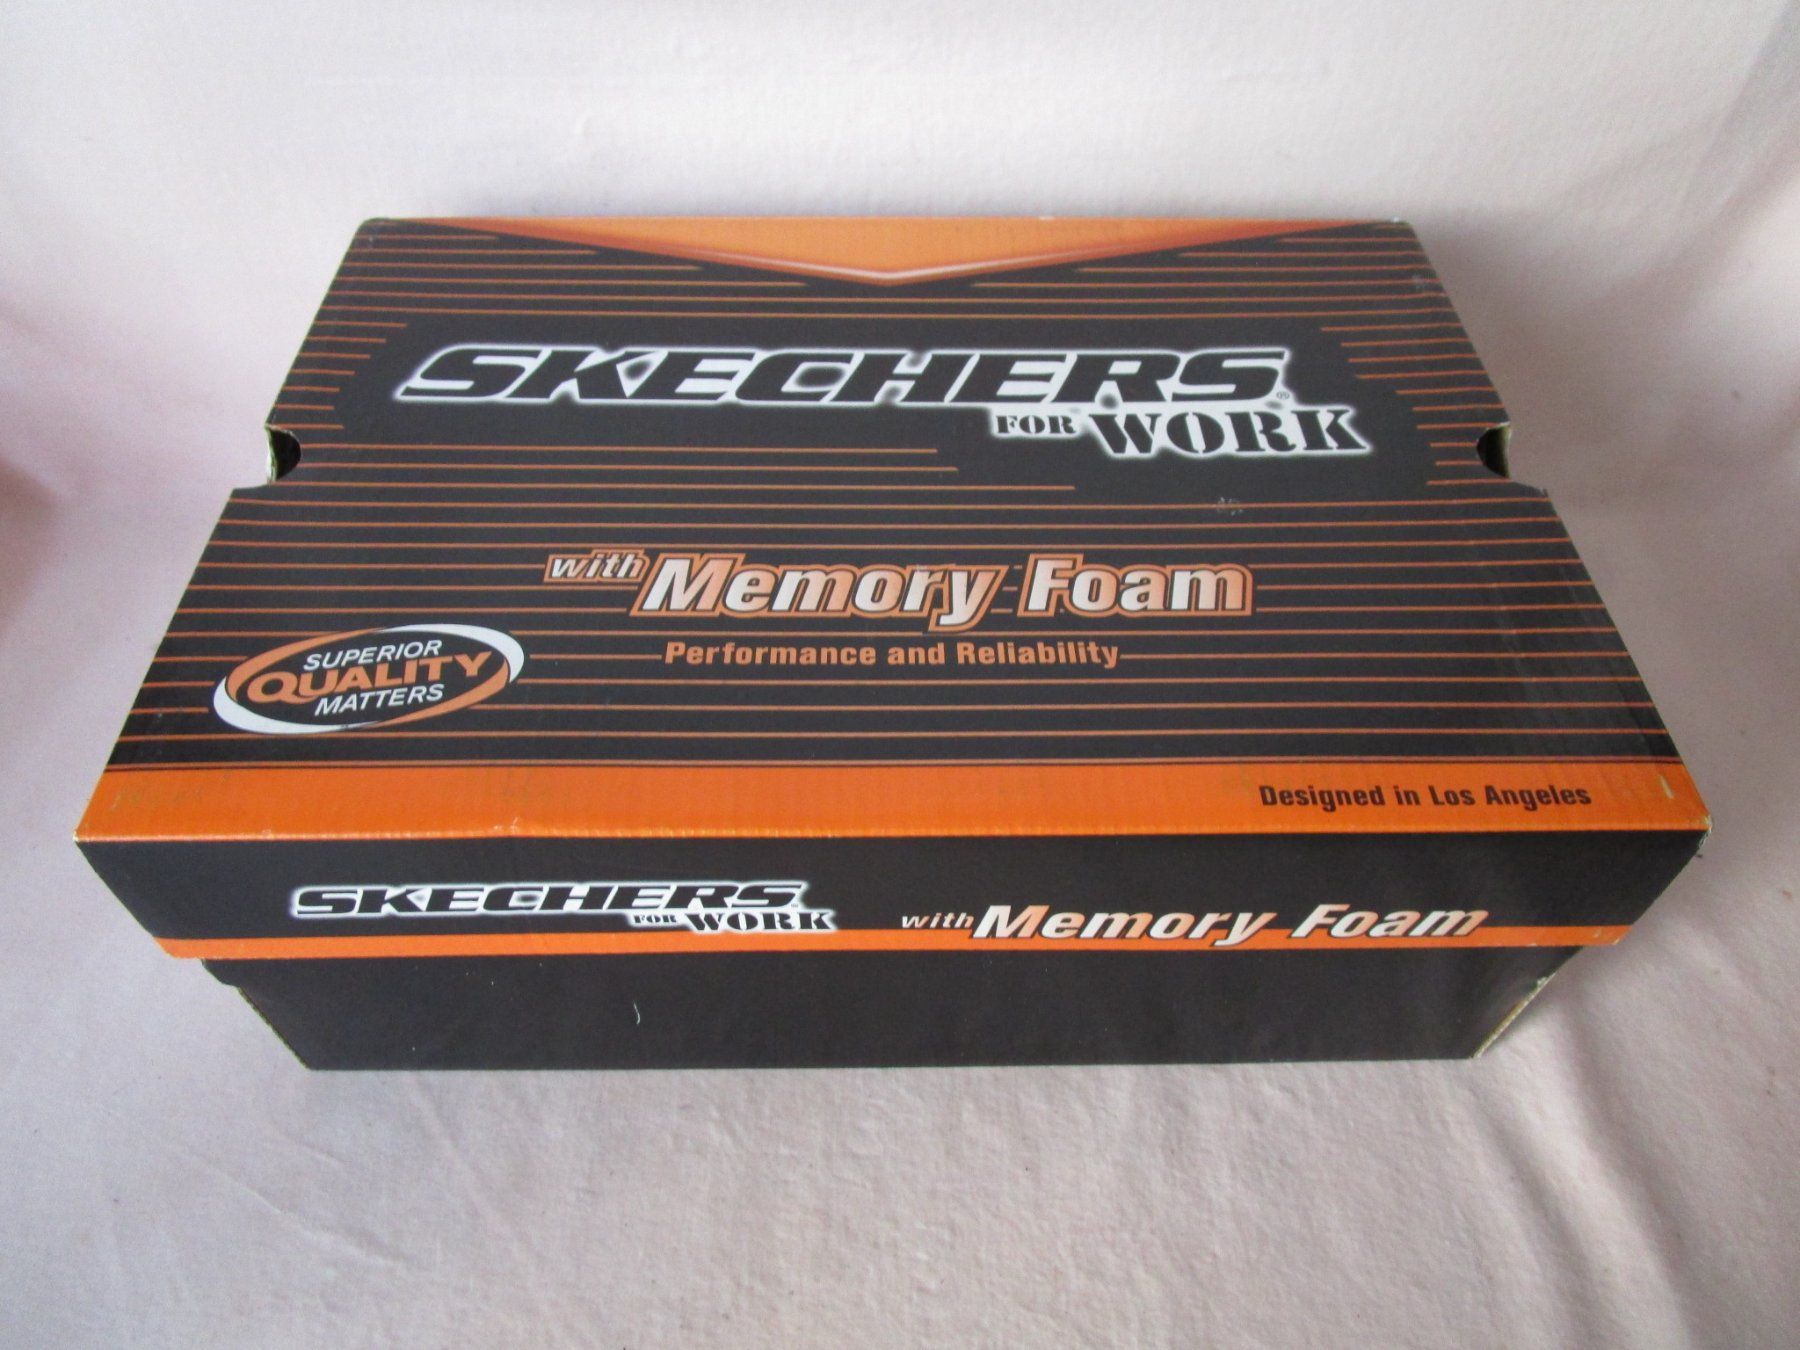 SKECHERS®
FOR WORK
with Memory Foam
Performance and Reliability
SUPERIOR
QUALITY
MATTERS
Designed in Los Angeles
SKECHERS
FOR WORK
with Memory Foam